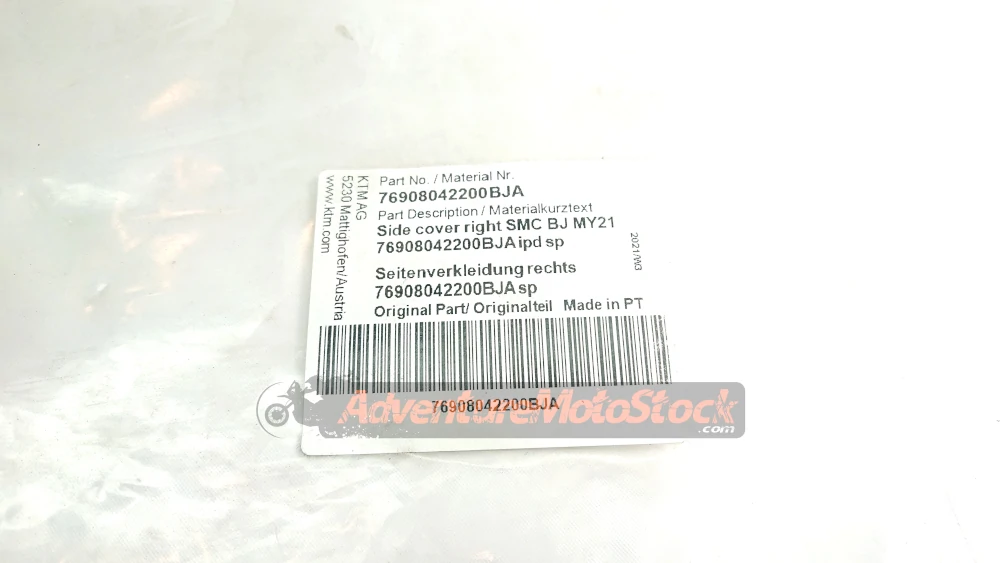 KTM AG
5230 Mattighofen/Austria
www.ktm.com
Part No. / Material Nr.
76908042200BJA
Part Description / Materialkurztext
Side cover right SMC BJ MY21
76908042200BJA ipd sp
Seitenverkleidung rechts
76908042200BJA sp
Original Part/ Originalteil Made in PT
2021/W3
76908042200BJA
AdventureMotoStock
.com